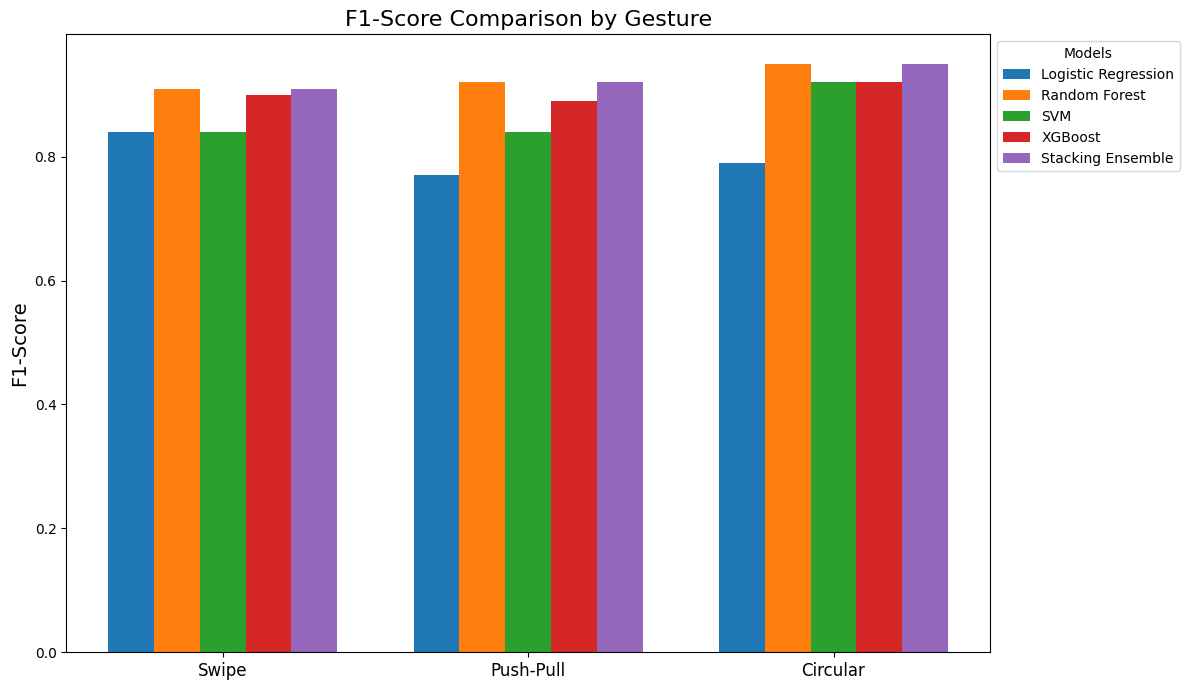 F1-Score Comparison by Gesture
F1-Score
0.8
0.6
0.4
0.2
0.0
Swipe
Push-Pull
Circular
Models
Logistic Regression
Random Forest
SVM
XGBoost
Stacking Ensemble